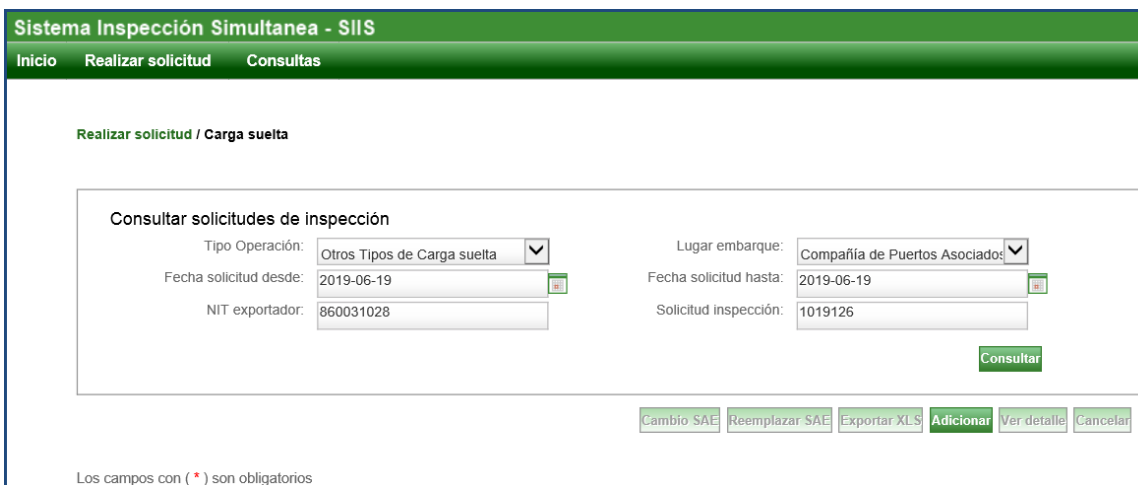 Sistema Inspección Simultanea - SIIS
Inicio Realizar solicitud Consultas
Realizar solicitud / Carga suelta
Consultar solicitudes de inspección
Tipo Operación: Otros Tipos de Carga suelta Lugar embarque: Compañía de Puertos Asociados
Fecha solicitud desde: 2019-06-19 Fecha solicitud hasta: 2019-06-19
NIT exportador: 860031028 Solicitud inspección: 1019126
Consultar
Cambio SAE Reemplazar SAE Exportar XLS Adicionar Ver detalle Cancelar
Los campos con ( * ) son obligatorios